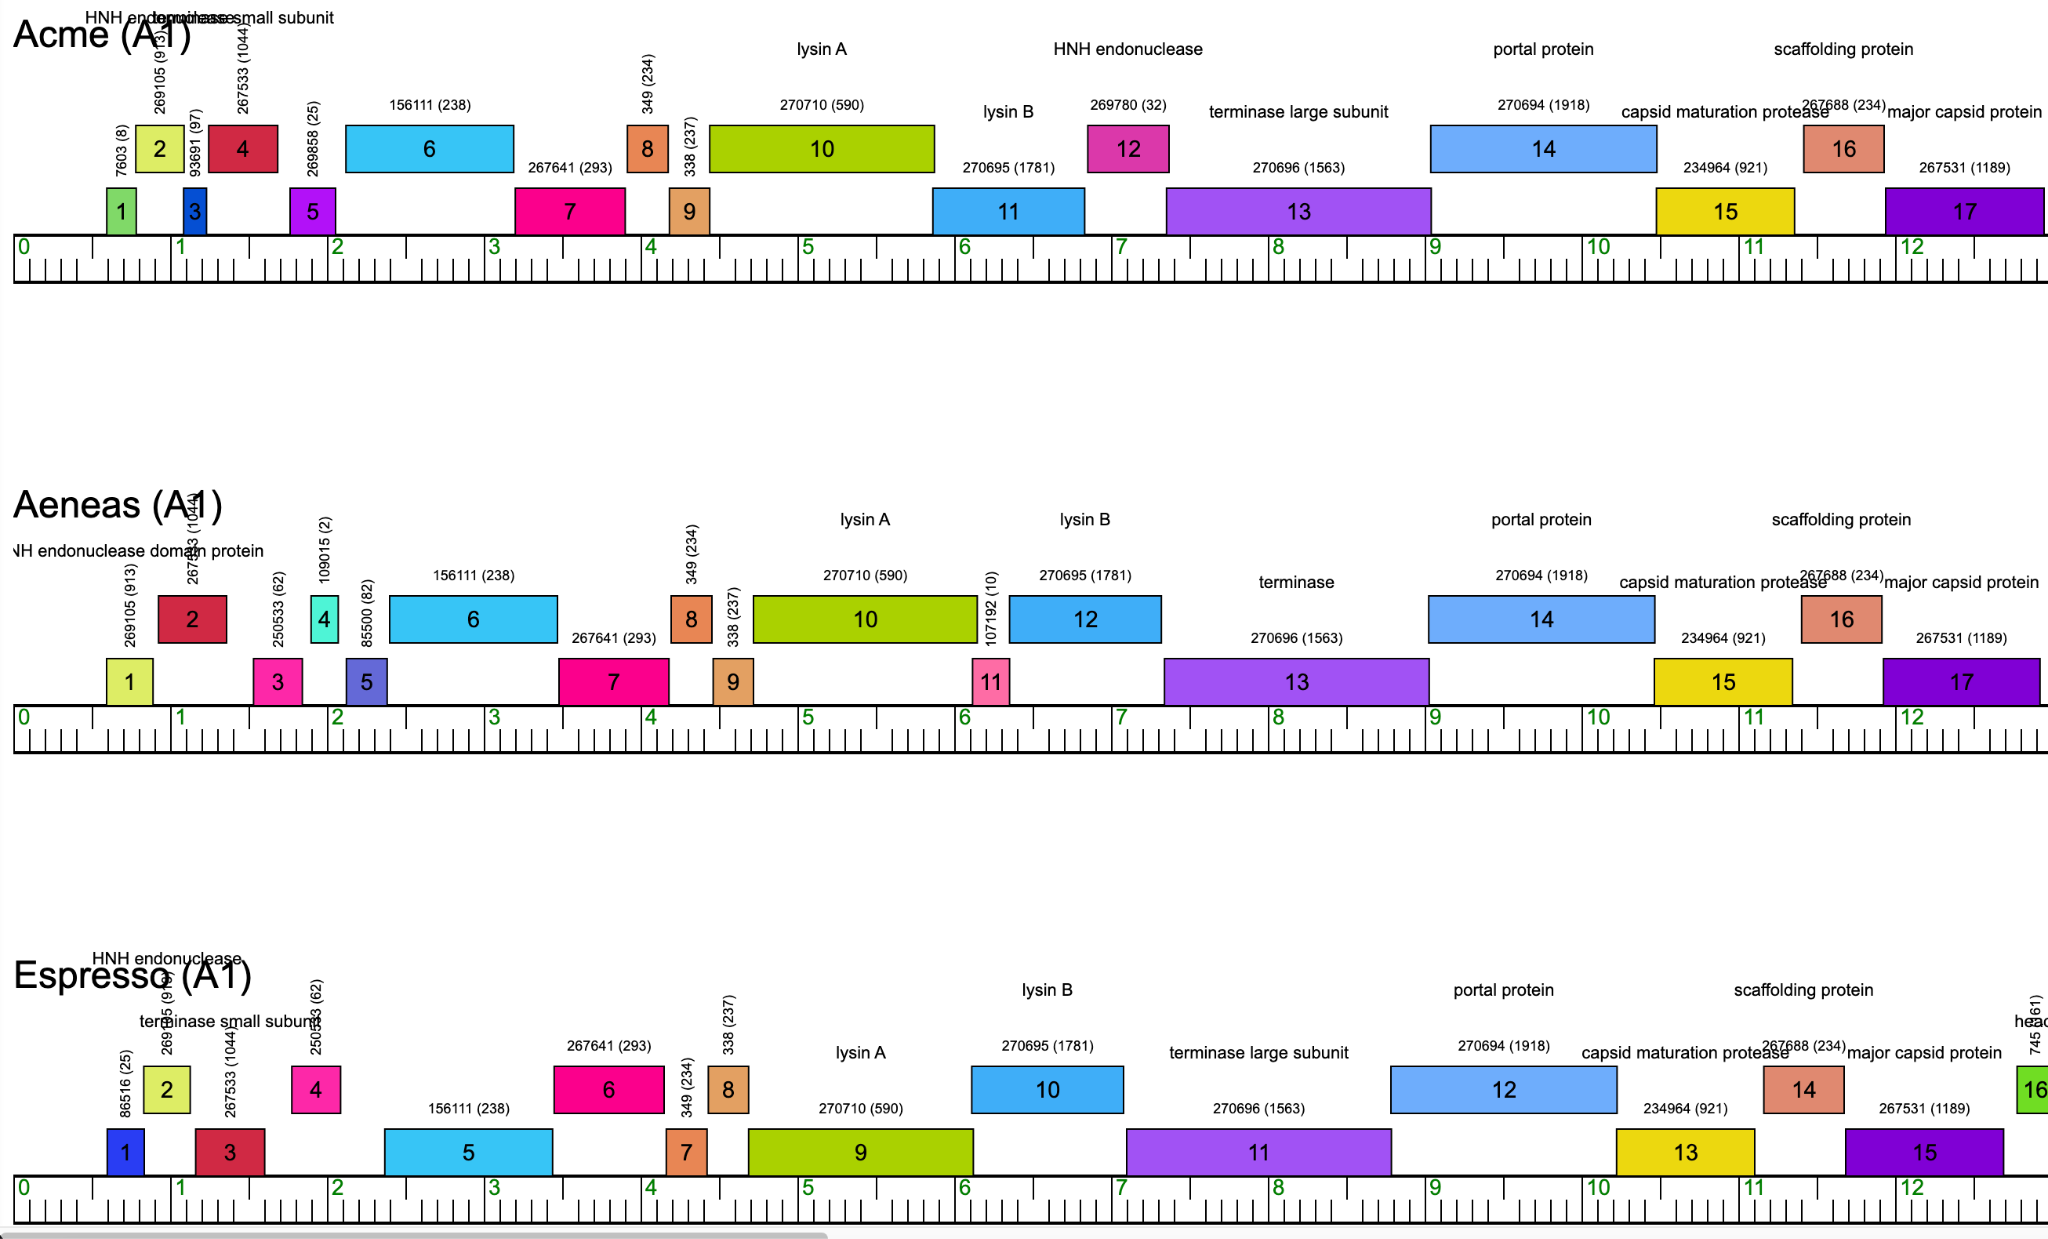 HNH endonuclease terminase small subunit
Acme (A1)
lysin A HNH endonuclease portal protein scaffolding protein
269105 (913) 267533 (1044) 349 (234)
156111 (238) 270710 (590) lysin B 269780 (32) terminase large subunit 270694 (1918) capsid maturation protease 267688 (234) major capsid protein
7603 (8) 93691 (97) 269858 (25) 338 (237)
2 4 6 8 10 12 14 16
267641 (293) 270695 (1781) 270696 (1563) 234964 (921) 267531 (1189)
1 3 5 7 9 11 13 15 17
0 1 2 3 4 5 6 7 8 9 10 11 12
Aeneas (A1)
lysin A lysin B portal protein scaffolding protein
NH endonuclease domain protein
267533 (1044) 109015 (2) 349 (234)
156111 (238) 270710 (590) 270695 (1781) terminase 270694 (1918) capsid maturation protease 267688 (234) major capsid protein
269105 (913) 250533 (62) 85500 (82) 338 (237) 107192 (10)
2 4 6 8 10 12 14 16
267641 (293) 270696 (1563) 234964 (921) 267531 (1189)
1 3 5 7 9 11 13 15 17
0 1 2 3 4 5 6 7 8 9 10 11 12
HNH endonuclease
Espresso (A1)
lysin B portal protein scaffolding protein
269105 (913) terminase small subunit 250533 (62) 338 (237) 745 (161) head
267641 (293) lysin A 270695 (1781) terminase large subunit 270694 (1918) capsid maturation protease 267688 (234) major capsid protein
86516 (25) 267533 (1044) 349 (234)
2 4 6 8 10 12 14 16
156111 (238) 270710 (590) 270696 (1563) 234964 (921) 267531 (1189)
1 3 5 7 9 11 13 15
0 1 2 3 4 5 6 7 8 9 10 11 12